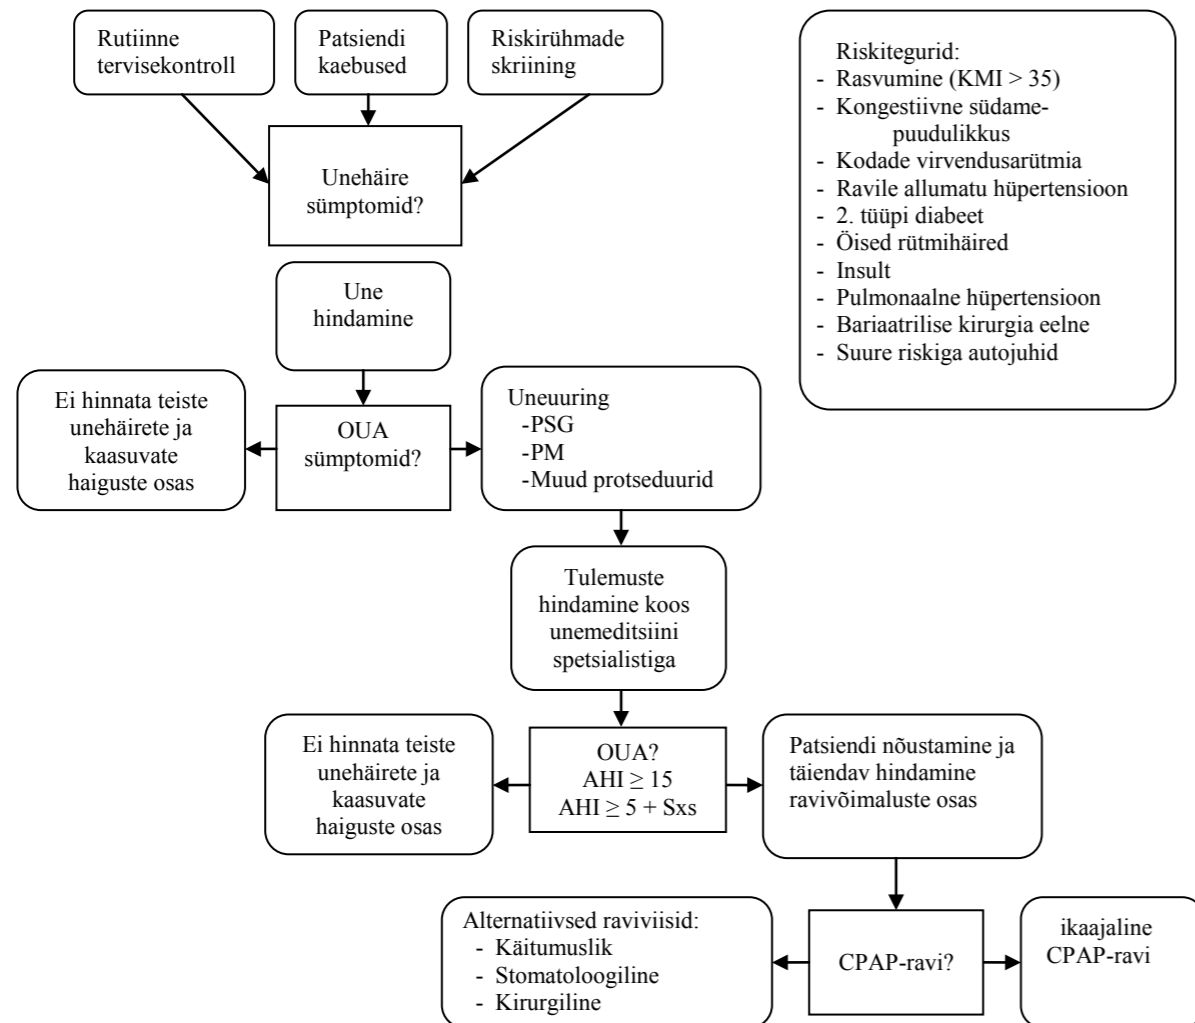 Rutiinne
tervisekontroll
Patsiendi
kaebused
Riskirühmade
skriining
Unehäire
sümptomid?
Riskitegurid:
- Rasvumine (KMI > 35)
- Kongestiivne südame-
puudulikkus
- Kodade virvendusarütmia
- Ravile allumatu hüpertensioon
- 2. tüüpi diabeet
- Öised rütmihäired
- Insult
- Pulmonaalne hüpertensioon
- Bariaatrilise kirurgia eelne
- Suure riskiga autojuhid
Une
hindamine
Ei hinnata teiste
unehäirete ja
kaasuvate
haiguste osas
OUA
sümptomid?
Uneuuring
-PSG
-PM
-Muud protseduurid
Tulemuste
hindamine koos
unemeditsiini
spetsialistiga
Ei hinnata teiste
unehäirete ja
kaasuvate
haiguste osas
OUA?
AHI ≥ 15
AHI ≥ 5 + Sxs
Patsiendi nõustamine ja
täiendav hindamine
ravivõimaluste osas
Alternatiivsed raviviisid:
- Käitumuslik
- Stomatoloogiline
- Kirurgiline
CPAP-ravi?
ikaajaline
CPAP-ravi